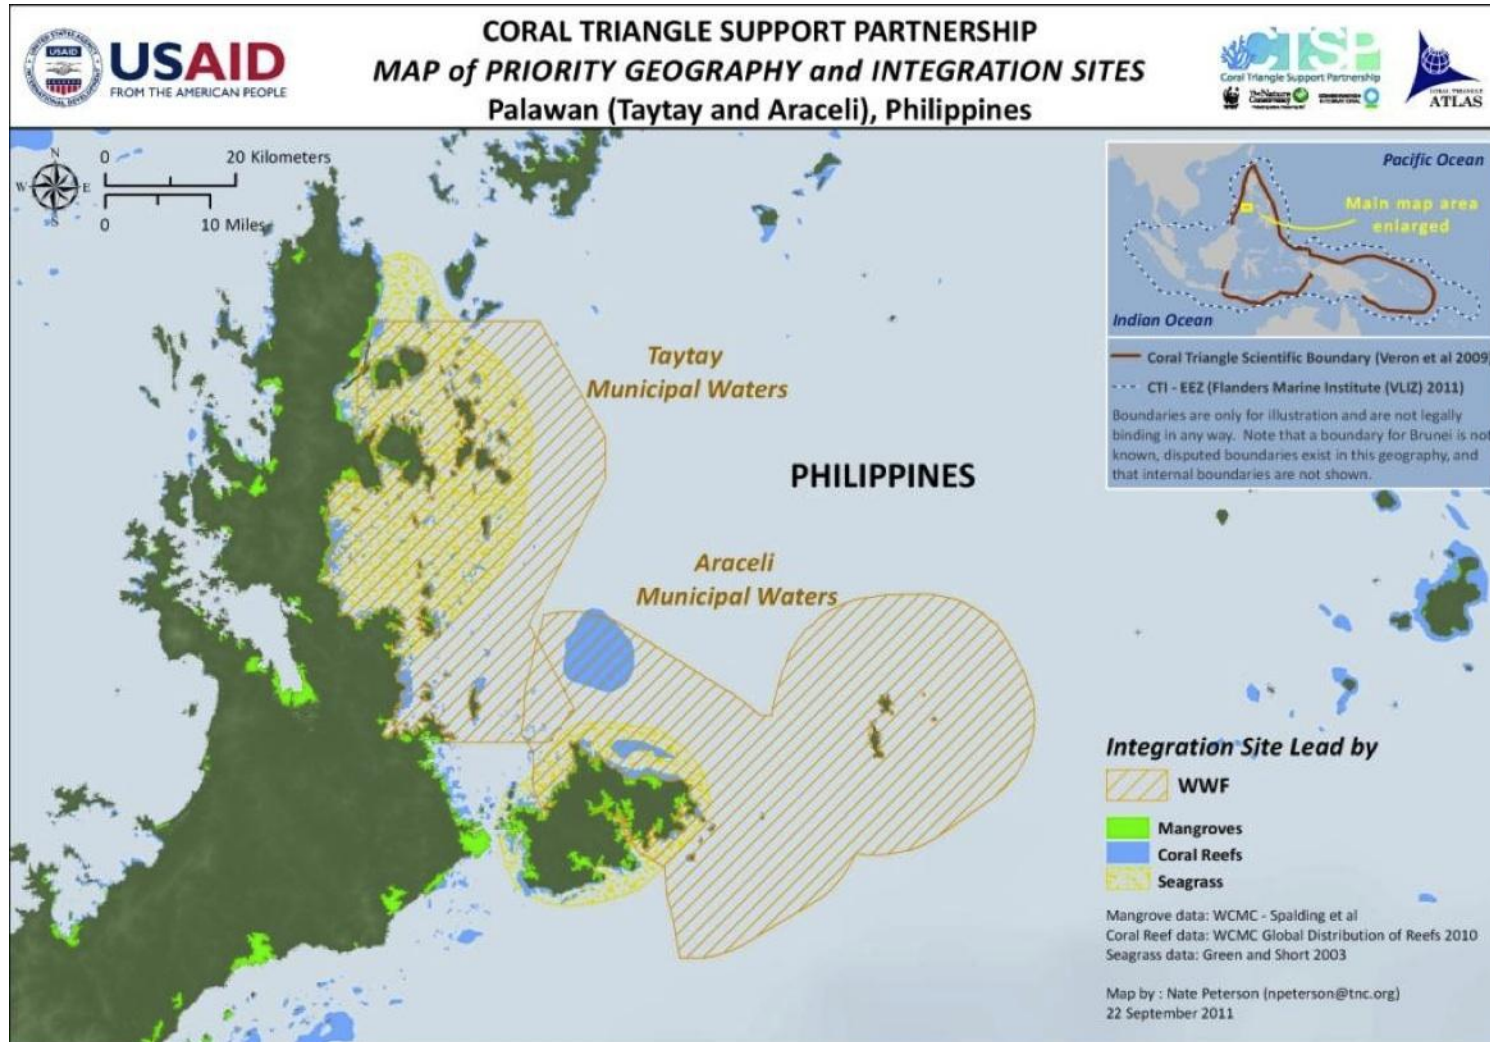 CORAL TRIANGLE SUPPORT PARTNERSHIP
MAP of PRIORITY GEOGRAPHY and INTEGRATION SITES
Palawan (Taytay and Araceli), Philippines
USAID
USAID
FROM THE AMERICAN PEOPLE
CTSP
Coral Triangle Support Partnership
The Nature
Conservancy
CORAL TRIANGLE
ATLAS
N
W E
S
0 20 Kilometers
0 10 Miles
Pacific Ocean
Main map area
enlarged
Indian Ocean
Coral Triangle Scientific Boundary (Veron et al 2009)
CTI - EEZ (Flanders Marine Institute (VLIZ) 2011)
Boundaries are only for illustration and are not legally
binding in any way. Note that a boundary for Brunei is not
known, disputed boundaries exist in this geography, and
that internal boundaries are not shown.
Taytay
Municipal Waters
PHILIPPINES
Araceli
Municipal Waters
Integration Site Lead by
WWF
Mangroves
Coral Reefs
Seagrass
Mangrove data: WCMC - Spalding et al
Coral Reef data: WCMC Global Distribution of Reefs 2010
Seagrass data: Green and Short 2003
Map by : Nate Peterson (npeterson@tnc.org)
22 September 2011